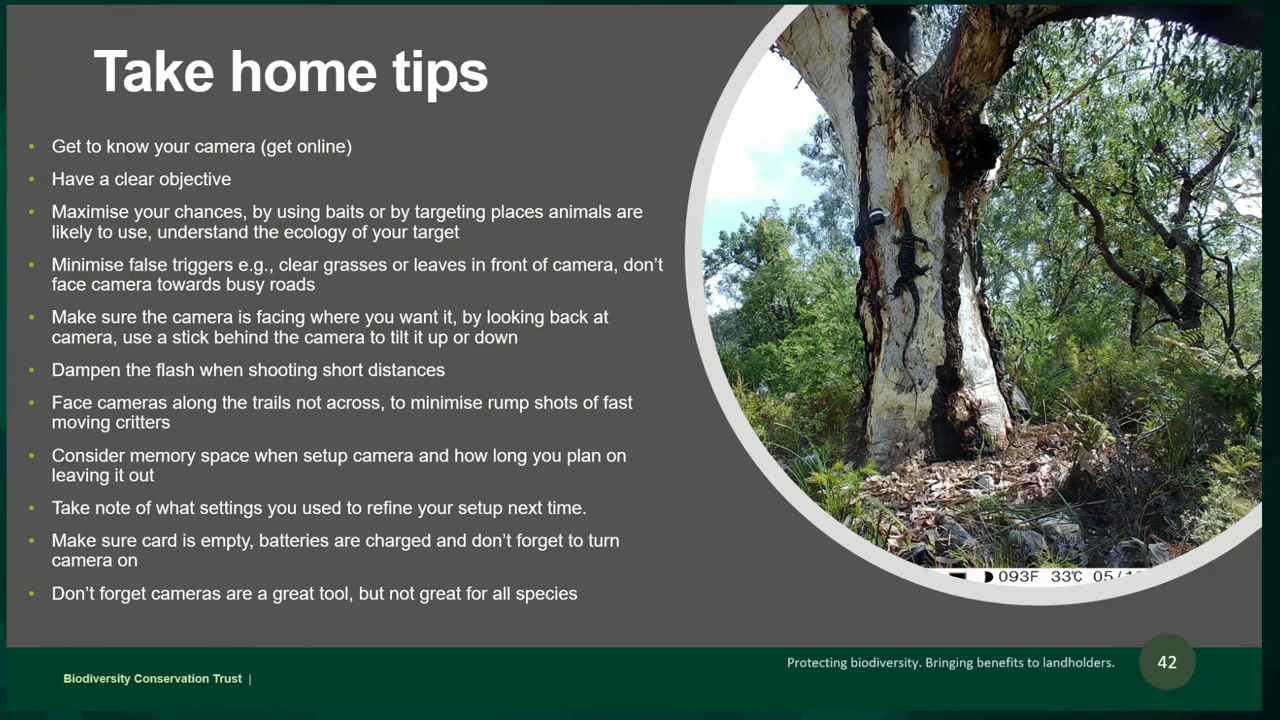 Take home tips
• Get to know your camera (get online)
• Have a clear objective
• Maximise your chances, by using baits or by targeting places animals are
likely to use, understand the ecology of your target
• Minimise false triggers e.g., clear grasses or leaves in front of camera, don’t
face camera towards busy roads
• Make sure the camera is facing where you want it, by looking back at
camera, use a stick behind the camera to tilt it up or down
• Dampen the flash when shooting short distances
• Face cameras along the trails not across, to minimise rump shots of fast
moving critters
• Consider memory space when setup camera and how long you plan on
leaving it out
• Take note of what settings you used to refine your setup next time.
• Make sure card is empty, batteries are charged and don’t forget to turn
camera on
• Don’t forget cameras are a great tool, but not great for all species
093F 33℃ 05/1
Protecting biodiversity. Bringing benefits to landholders.
42
Biodiversity Conservation Trust |